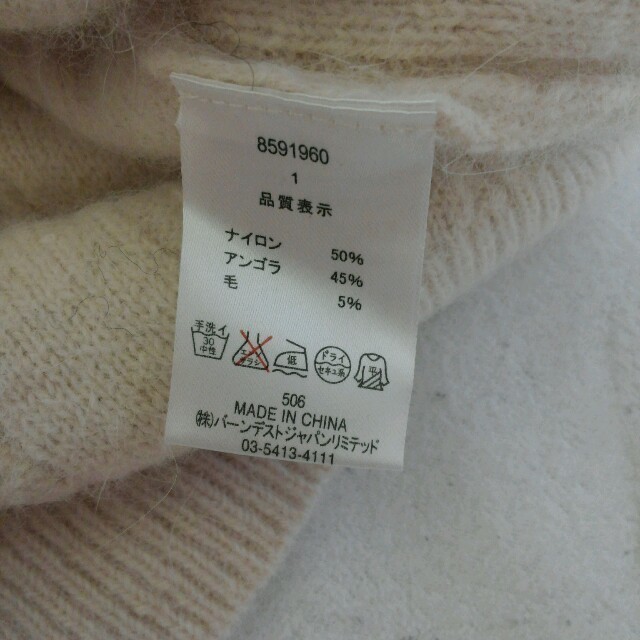 8591960
1
品質表示
ナイロン 50%
アンゴラ 45%
毛 5%
手洗イ 30 中性
低
ドライ セキユ系
平
506
MADE IN CHINA
(株)バーンデストジャパンリミテッド
03-5413-4111